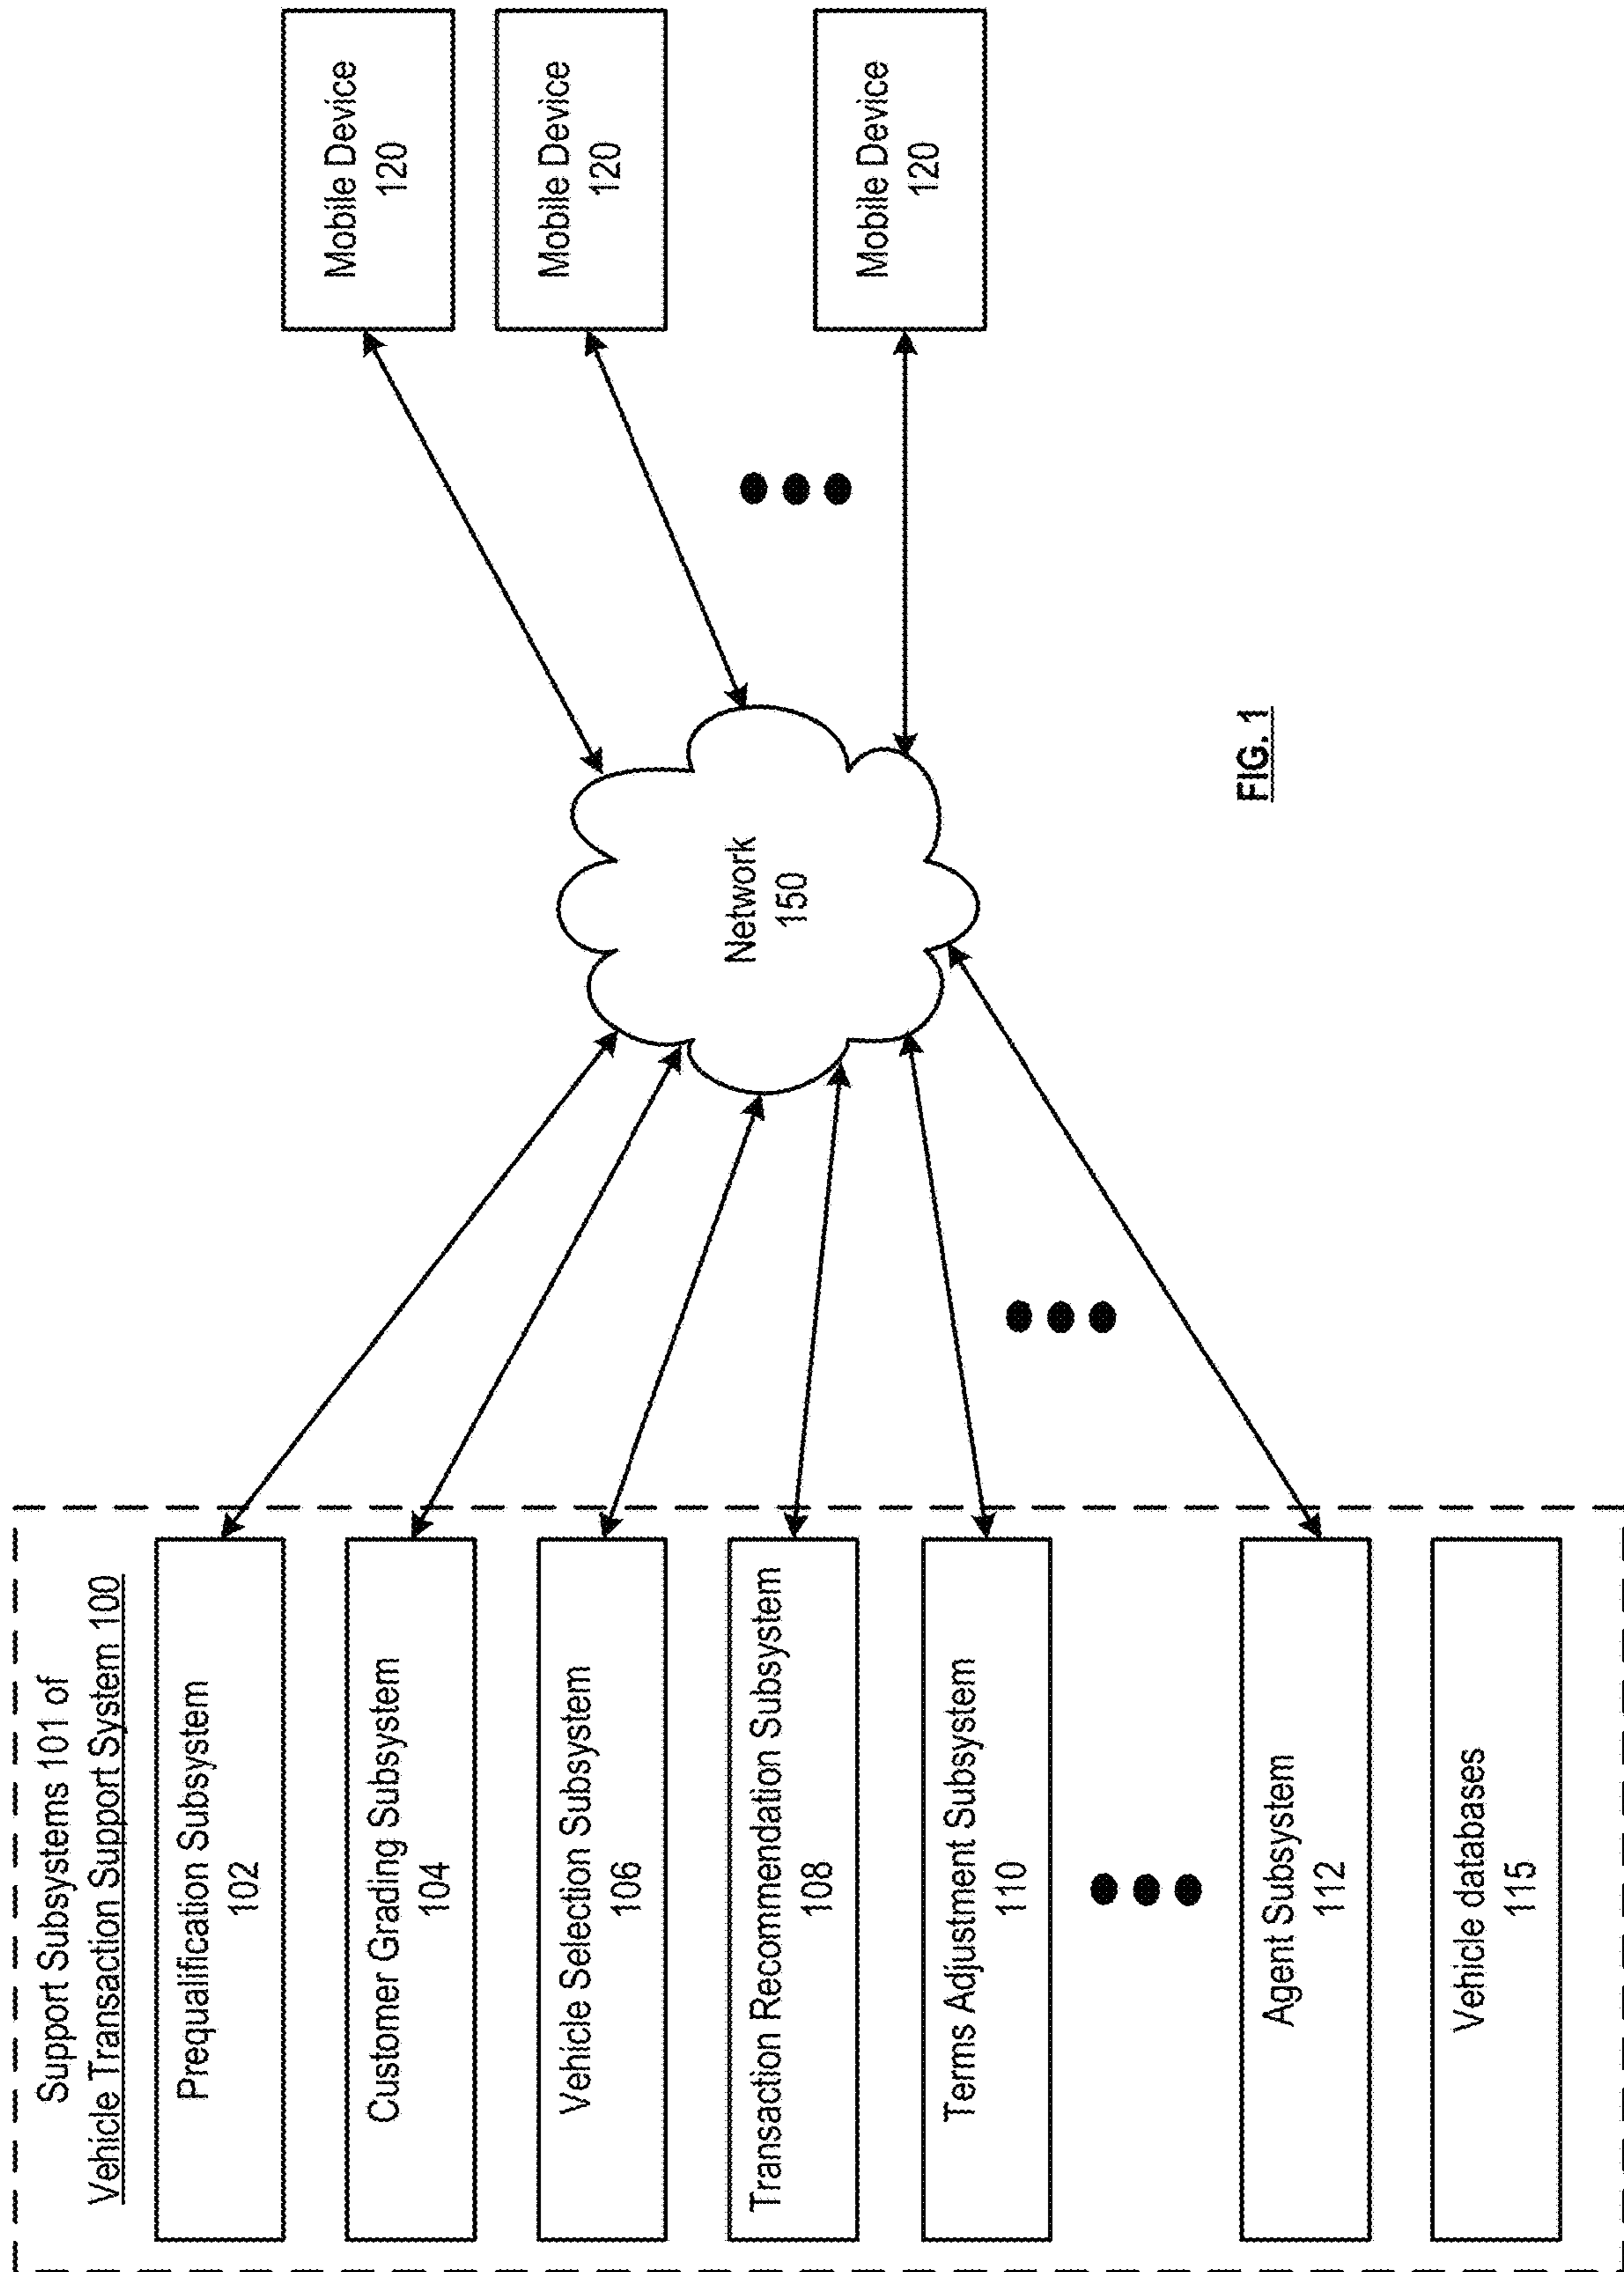 Support Subsystems 101 of
Vehicle Transaction Support System 100
Prequalification Subsystem
102
Customer Grading Subsystem
104
Vehicle Selection Subsystem
106
Transaction Recommendation Subsystem
108
Terms Adjustment Subsystem
110
Agent Subsystem
112
Vehicle databases
115
Network
150
Mobile Device
120
Mobile Device
120
Mobile Device
120
FIG. 1